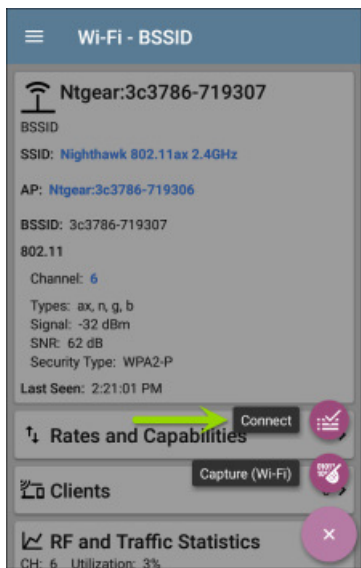 Wi-Fi - BSSID
Ntgear:3c3786-719307
BSSID
SSID: Nighthawk 802.11ax 2.4GHz
AP: Ntgear:3c3786-719306
BSSID: 3c3786-719307
802.11
Channel: 6
Types: ax, n, g, b
Signal: -32 dBm
SNR: 62 dB
Security Type: WPA2-P
Last Seen: 2:21:01 PM
Connect
Rates and Capabilities
Capture (Wi-Fi)
Clients
RF and Traffic Statistics
CH: 6 Utilization: 3%